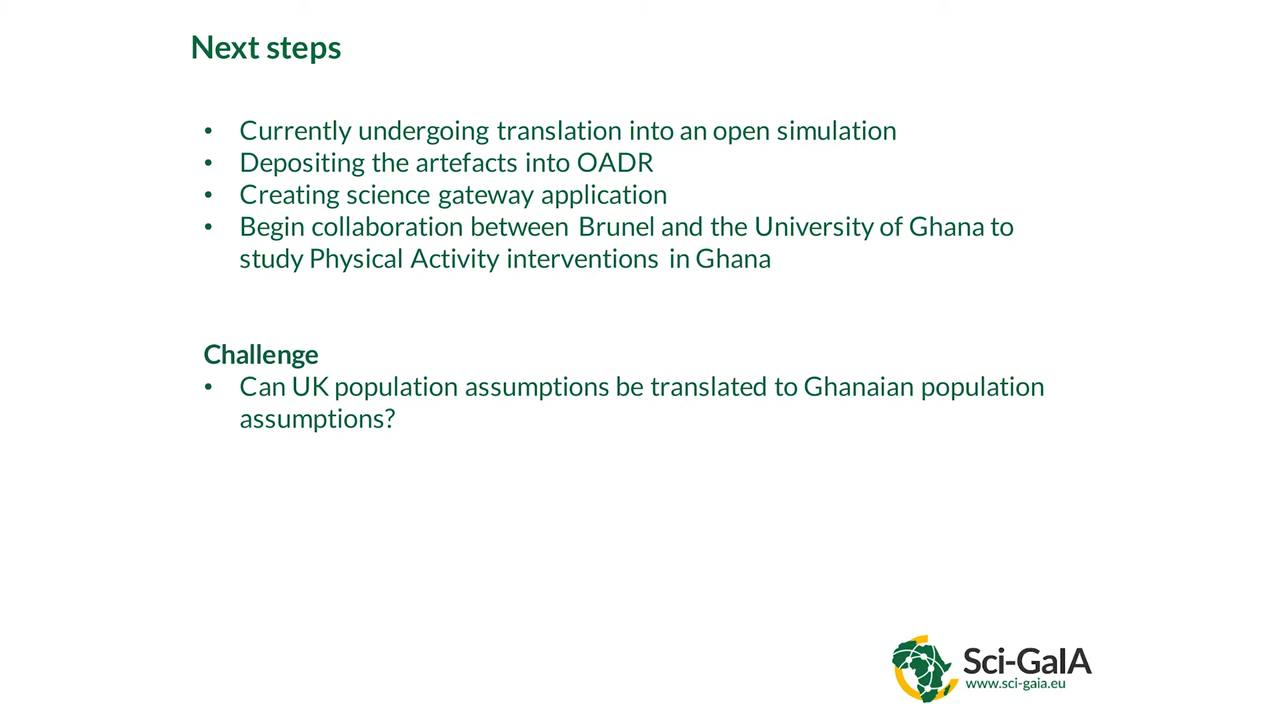 Next steps
• Currently undergoing translation into an open simulation
• Depositing the artefacts into OADR
• Creating science gateway application
• Begin collaboration between Brunel and the University of Ghana to
study Physical Activity interventions in Ghana
Challenge
• Can UK population assumptions be translated to Ghanaian population
assumptions?
Sci-GaIA
www.sci-gaia.eu